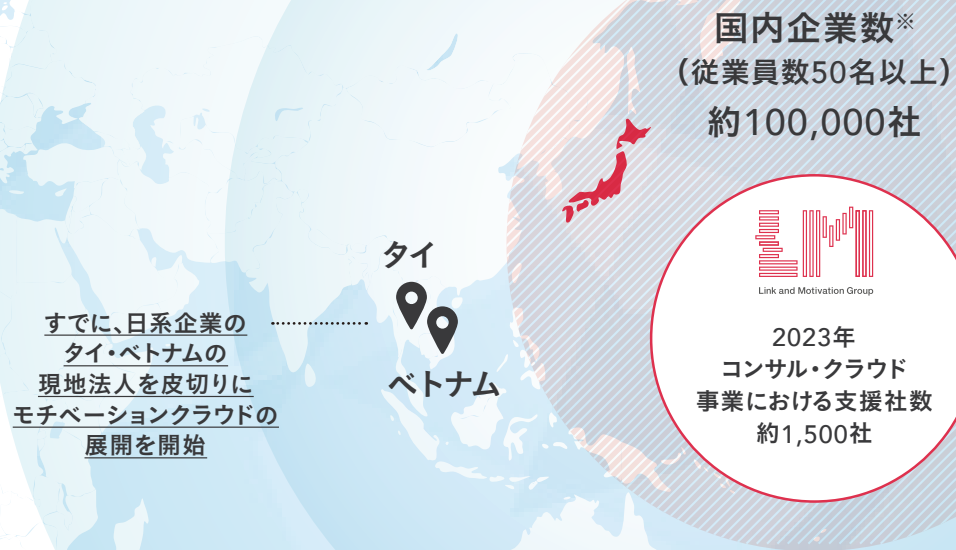 国内企業数※
（従業員数50名以上）
約100,000社
LM
Link and Motivation Group
2023年
コンサル・クラウド
事業における支援社数
約1,500社
タイ
ベトナム
すでに、日系企業の
タイ・ベトナムの
現地法人を皮切りに
モチベーションクラウドの
展開を開始